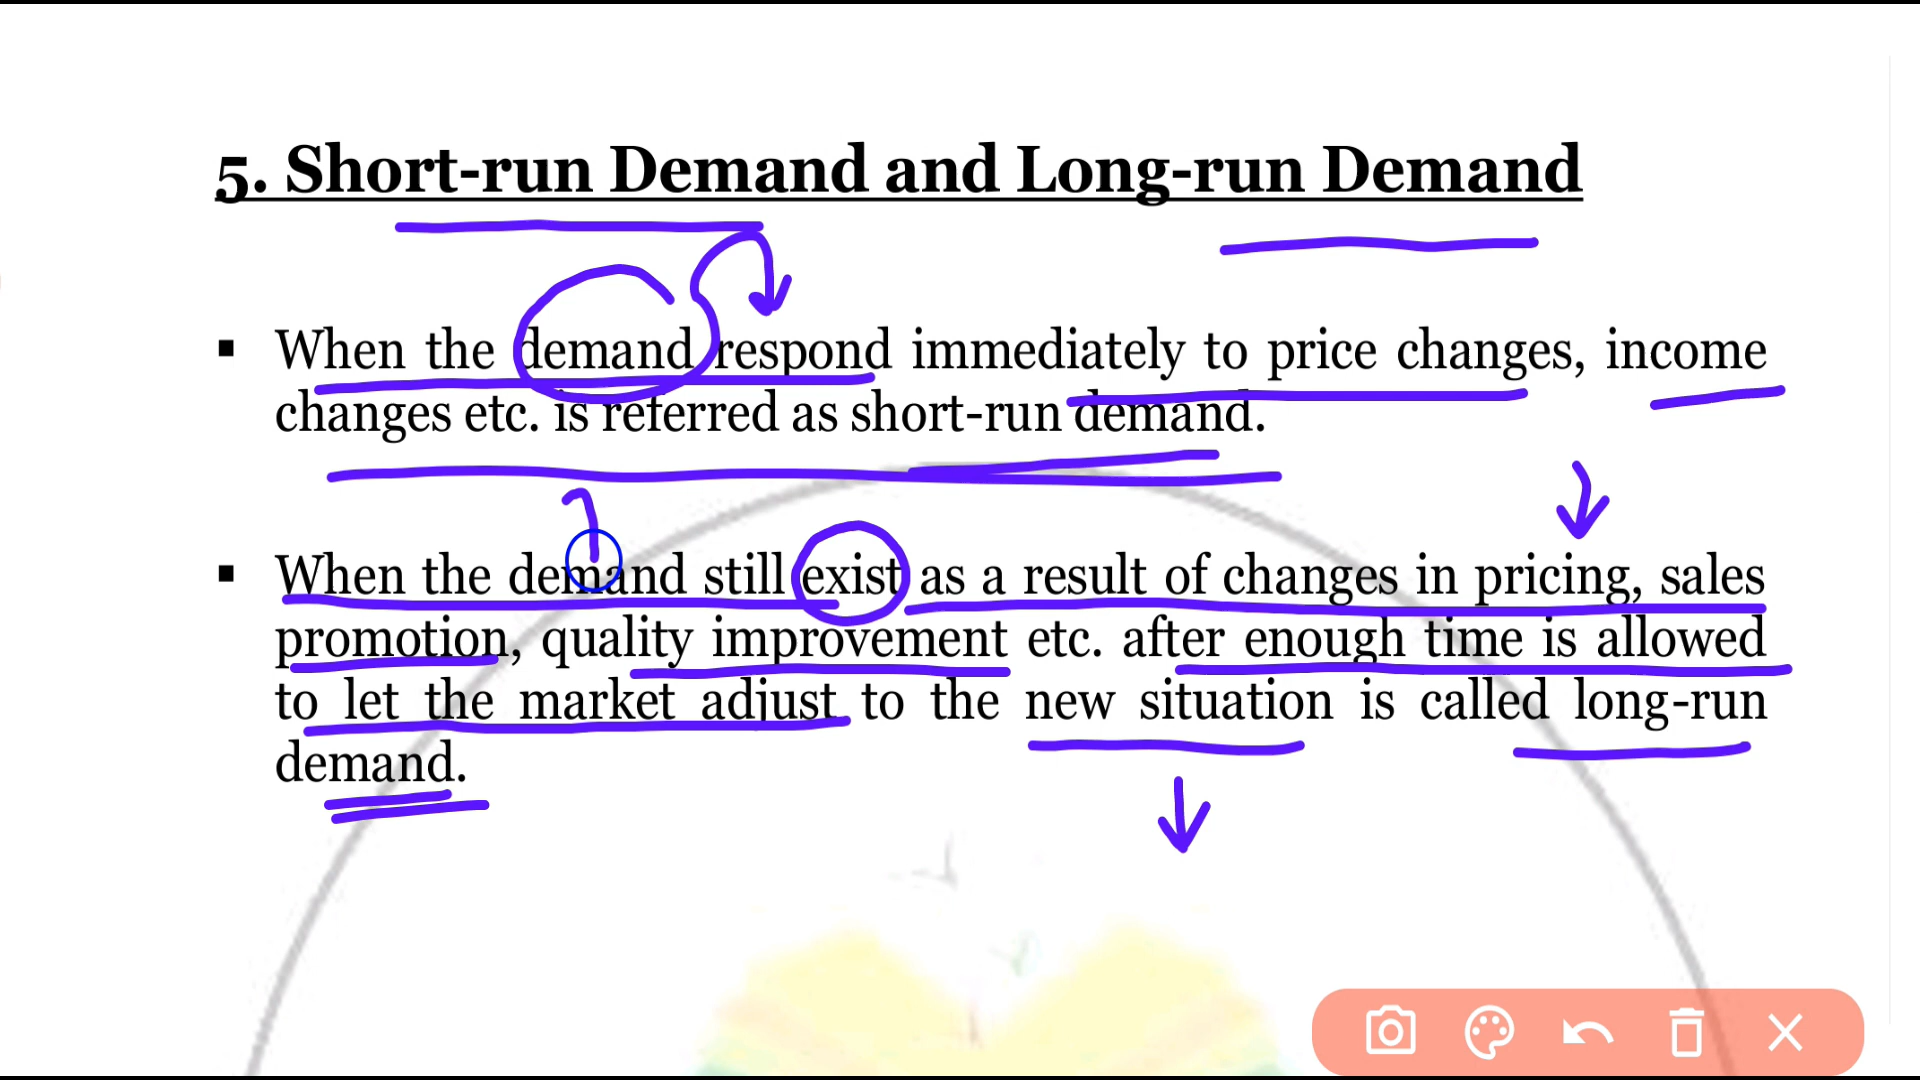 5. Short-run Demand and Long-run Demand
▪ When the demand respond immediately to price changes, income
changes etc. is referred as short-run demand.
▪ When the demand still exist as a result of changes in pricing, sales
promotion, quality improvement etc. after enough time is allowed
to let the market adjust to the new situation is called long-run
demand.